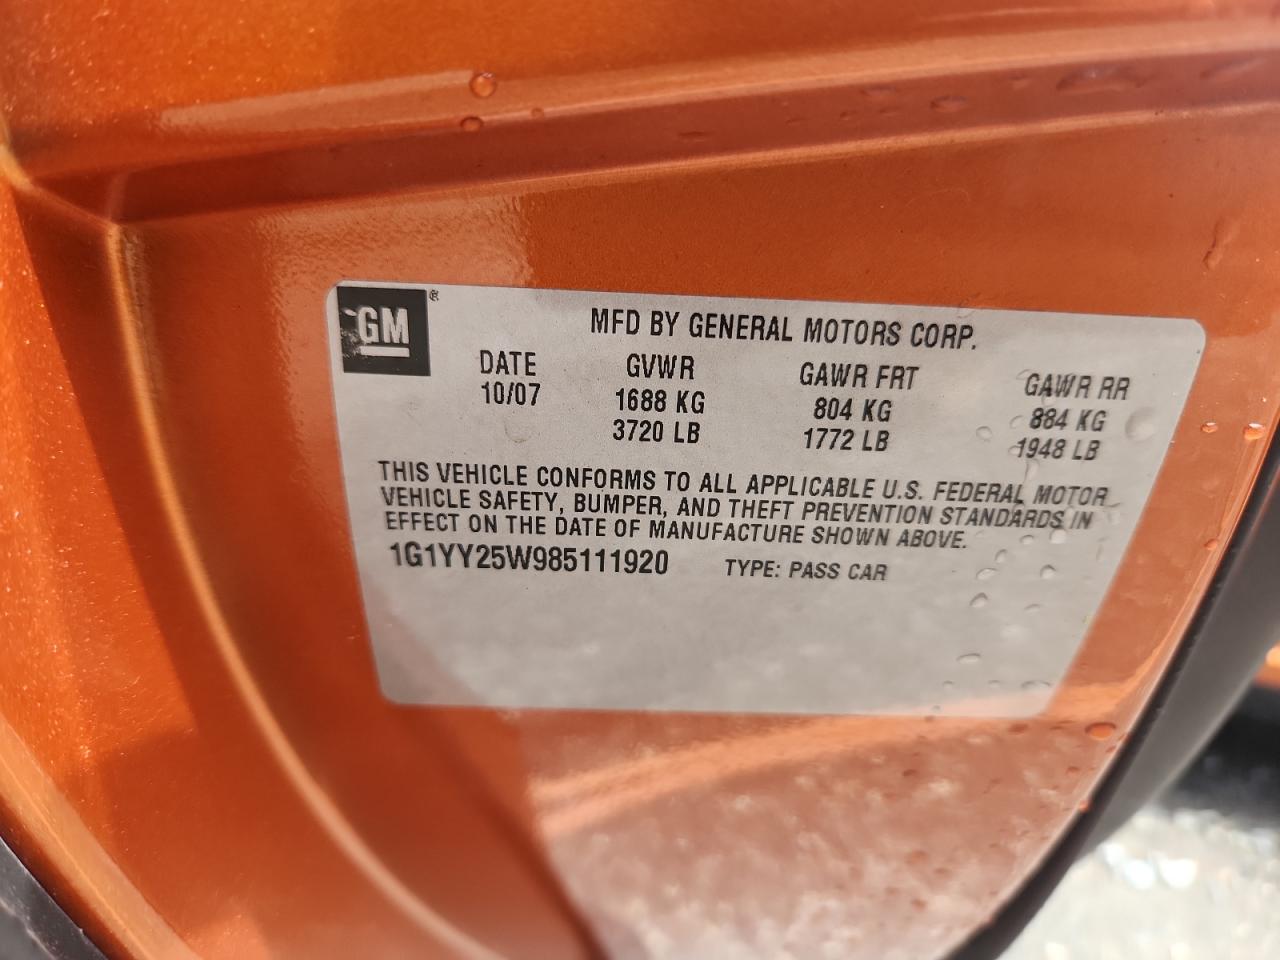 GM®
MFD BY GENERAL MOTORS CORP.
DATE GVWR GAWR FRT GAWR RR
10/07 1688 KG 804 KG 884 KG
3720 LB 1772 LB 1948 LB
THIS VEHICLE CONFORMS TO ALL APPLICABLE U.S. FEDERAL MOTOR
VEHICLE SAFETY, BUMPER, AND THEFT PREVENTION STANDARDS IN
EFFECT ON THE DATE OF MANUFACTURE SHOWN ABOVE.
1G1YY25W985111920 TYPE: PASS CAR